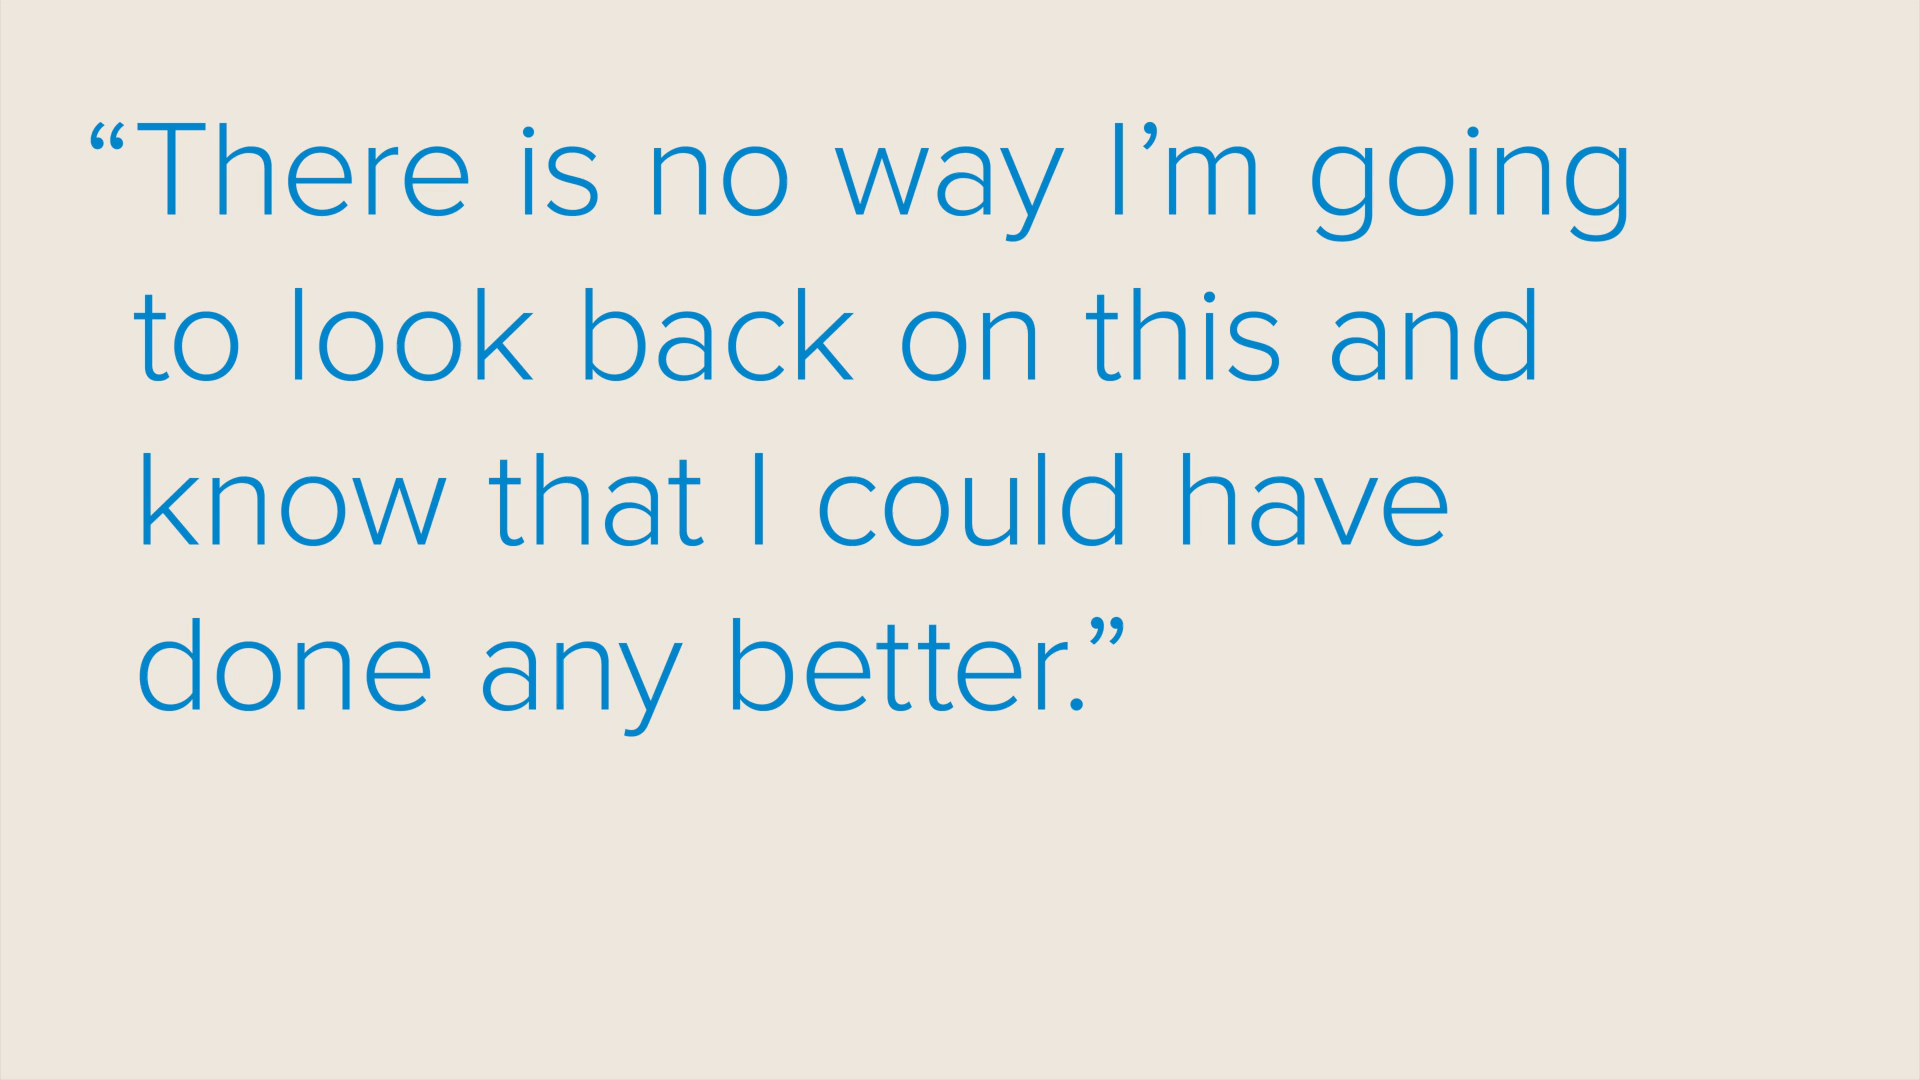 “There is no way I’m going
to look back on this and
know that I could have
done any better.”